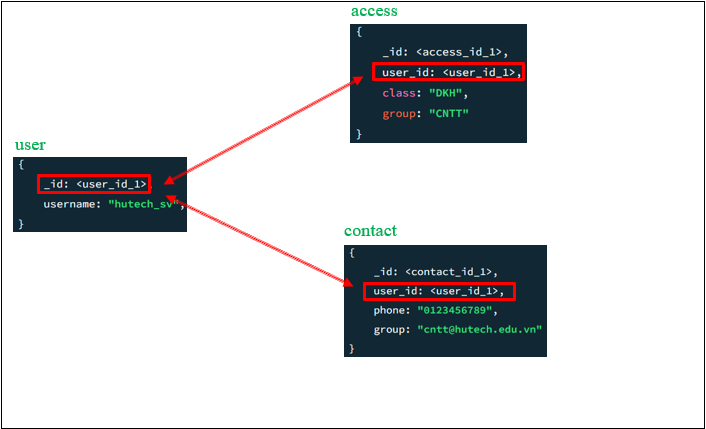 access
{
_id: <access_id_1>,
user_id: <user_id_1>,
class: "DKH",
group: "CNTT"
}
user
{
_id: <user_id_1>
username: "hutech_sv",
}
contact
{
_id: <contact_id_1>,
user_id: <user_id_1>,
phone: "0123456789",
group: "cntt@hutech.edu.vn"
}